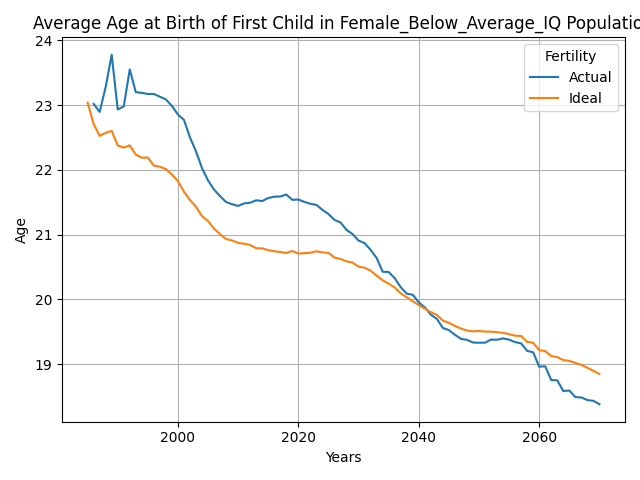 Average Age at Birth of First Child in Female_Below_Average_IQ Populatio
24
23
22
21
20
19
Age
Fertility
Actual
Ideal
2000 2020 2040 2060
Years